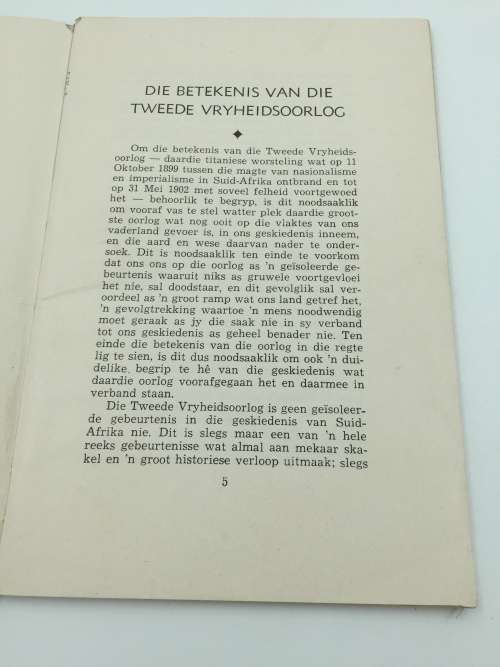 DIE BETEKENIS VAN DIE
TWEEDE VRYHEIDSOORLOG
Om die betekenis van die Tweede Vryheids-
oorlog — daardie titaniese worsteling wat op 11
Oktober 1899 tussen die magte van nasionalisme
en imperialisme in Suid-Afrika ontbrand en tot
op 31 Mei 1902 met soveel felheid voortgewoed
het — behoorlik te begryp, is dit noodsaaklik
om vooraf vas te stel watter plek daardie groot-
ste oorlog wat nog ooit op die vlaktes van ons
vaderland gevoer is, in ons geskiedenis inneem,
en die aard en wese daarvan nader te onder-
soek. Dit is noodsaaklik ten einde te voorkom
dat ons ons op die oorlog as 'n geïsoleerde ge-
beurtenis waaruit niks as gruwele voortgevloei
het nie, sal doodstaar, en dit gevolglik sal ver-
oordeel as 'n groot ramp wat ons land getref het,
'n gevolgtrekking waartoe 'n mens noodwendig
moet geraak as jy die saak nie in sy verband
tot ons geskiedenis as geheel benader nie. Ten
einde die betekenis van die oorlog in die regte
lig te sien, is dit dus noodsaaklik om ook 'n dui-
delike begrip te hê van die geskiedenis wat
daardie oorlog voorafgegaan het en daarmee in
verband staan.
Die Tweede Vryheidsoorlog is geen geïsoleer-
de gebeurtenis in die geskiedenis van Suid-
Afrika nie. Dit is slegs maar een van 'n hele
reeks gebeurtenisse wat almal aan mekaar ska-
kel en 'n groot historiese verloop uitmaak; slegs
5